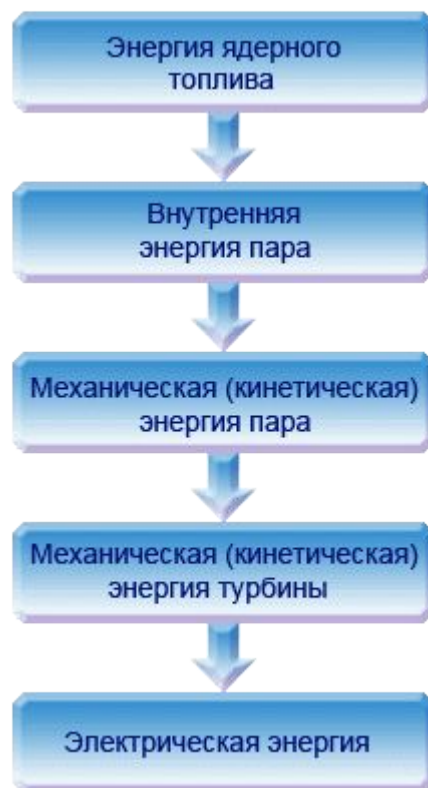 Энергия ядерного
топлива
Внутренняя
энергия пара
Механическая (кинетическая)
энергия пара
Механическая (кинетическая)
энергия турбины
Электрическая энергия